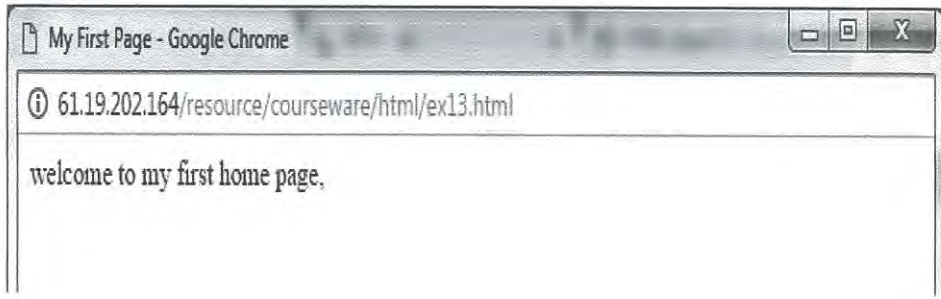 My First Page - Google Chrome
61.19.202.164/resource/courseware/html/ex13.html
welcome to my first home page,